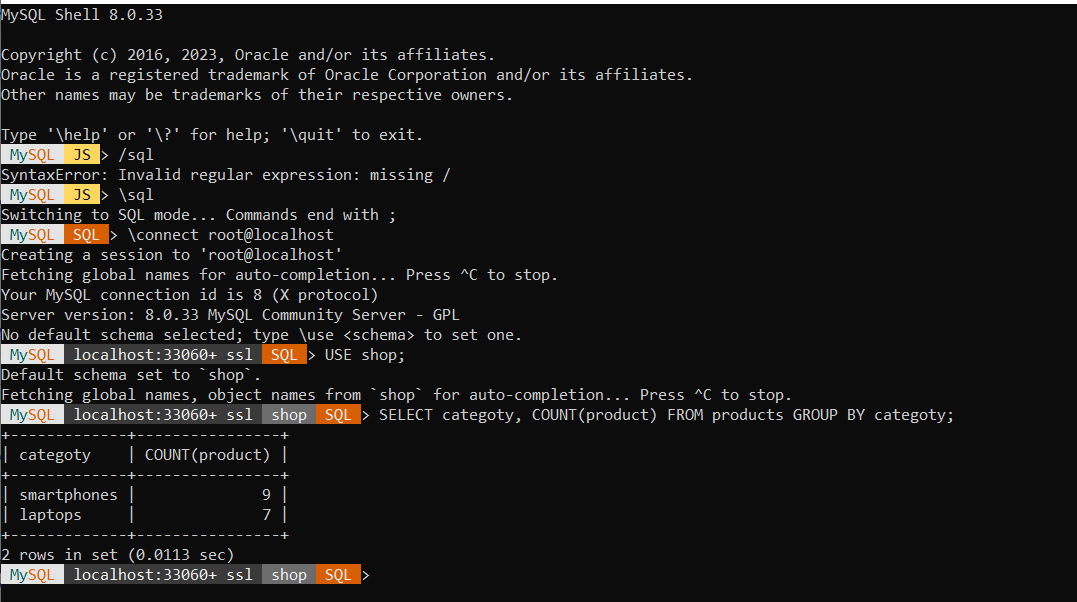 MySQL Shell 8.0.33
Copyright (c) 2016, 2023, Oracle and/or its affiliates.
Oracle is a registered trademark of Oracle Corporation and/or its affiliates.
Other names may be trademarks of their respective owners.
Type '\help' or '\?' for help; '\quit' to exit.
MySQL JS > /sql
SyntaxError: Invalid regular expression: missing /
MySQL JS > \sql
Switching to SQL mode... Commands end with ;
MySQL SQL > \connect root@localhost
Creating a session to 'root@localhost'
Fetching global names for auto-completion... Press ^C to stop.
Your MySQL connection id is 8 (X protocol)
Server version: 8.0.33 MySQL Community Server - GPL
No default schema selected; type \use <schema> to set one.
MySQL localhost:33060+ ssl SQL > USE shop;
Default schema set to `shop`.
Fetching global names, object names from `shop` for auto-completion... Press ^C to stop.
MySQL localhost:33060+ ssl shop SQL > SELECT categoty, COUNT(product) FROM products GROUP BY categoty;
+-------------+----------------+
| categoty    | COUNT(product) |
+-------------+----------------+
| smartphones |              9 |
| laptops     |              7 |
+-------------+----------------+
2 rows in set (0.0113 sec)
MySQL localhost:33060+ ssl shop SQL >